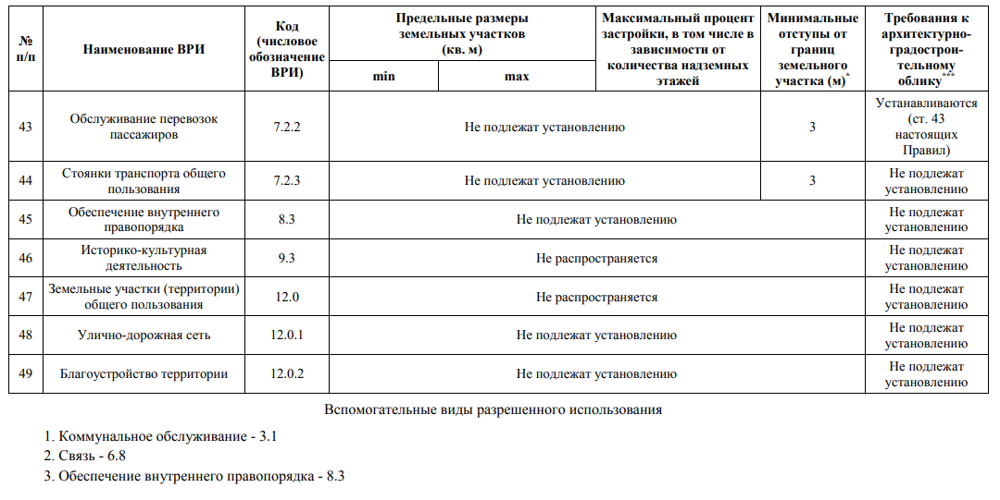 №
п/п
Наименование ВРИ
Код
(числовое
обозначение
ВРИ)
Предельные размеры
земельных участков
(кв. м)
min
max
Максимальный процент
застройки, в том числе в
зависимости от
количества надземных
этажей
Минимальные
отступы от
границ
земельного
участка (м)*
Требования к
архитектурно-
градострои-
тельному
облику***
43
Обслуживание перевозок
пассажиров
7.2.2
Не подлежат установлению
3
Устанавливаются
(ст. 43
настоящих
Правил)
44
Стоянки транспорта общего
пользования
7.2.3
Не подлежат установлению
3
Не подлежат
установлению
45
Обеспечение внутреннего
правопорядка
8.3
Не подлежат установлению
Не подлежат
установлению
46
Историко-культурная
деятельность
9.3
Не распространяется
Не подлежат
установлению
47
Земельные участки (территории)
общего пользования
12.0
Не распространяется
Не подлежат
установлению
48
Улично-дорожная сеть
12.0.1
Не подлежат установлению
Не подлежат
установлению
49
Благоустройство территории
12.0.2
Не подлежат установлению
Не подлежат
установлению
Вспомогательные виды разрешенного использования
1. Коммунальное обслуживание - 3.1
2. Связь - 6.8
3. Обеспечение внутреннего правопорядка - 8.3